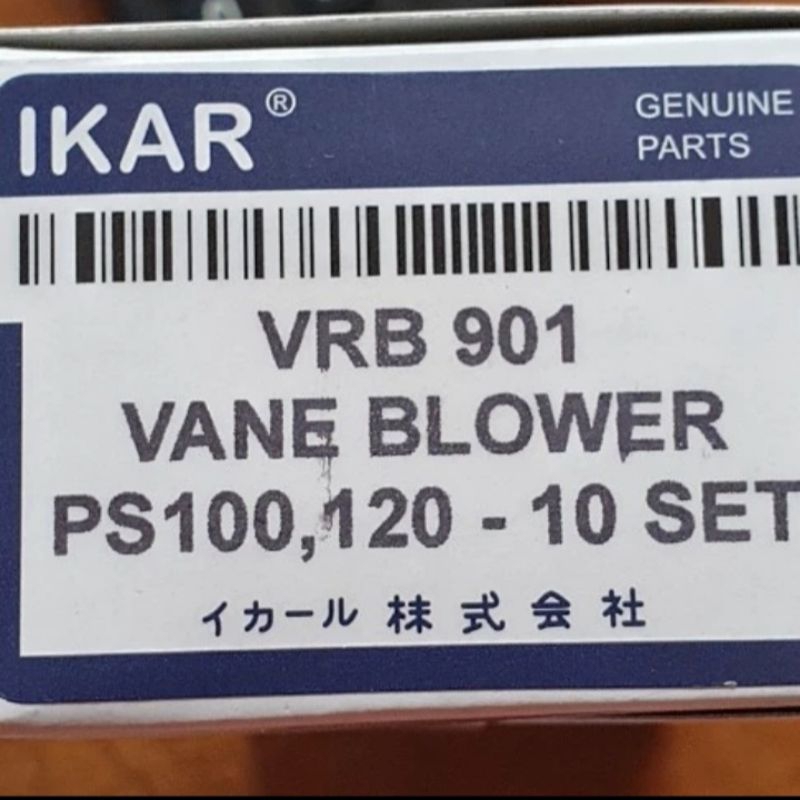 IKAR®
GENUINE
PARTS
VRB 901
VANE BLOWER
PS100,120 - 10 SET
イカール 株式会社